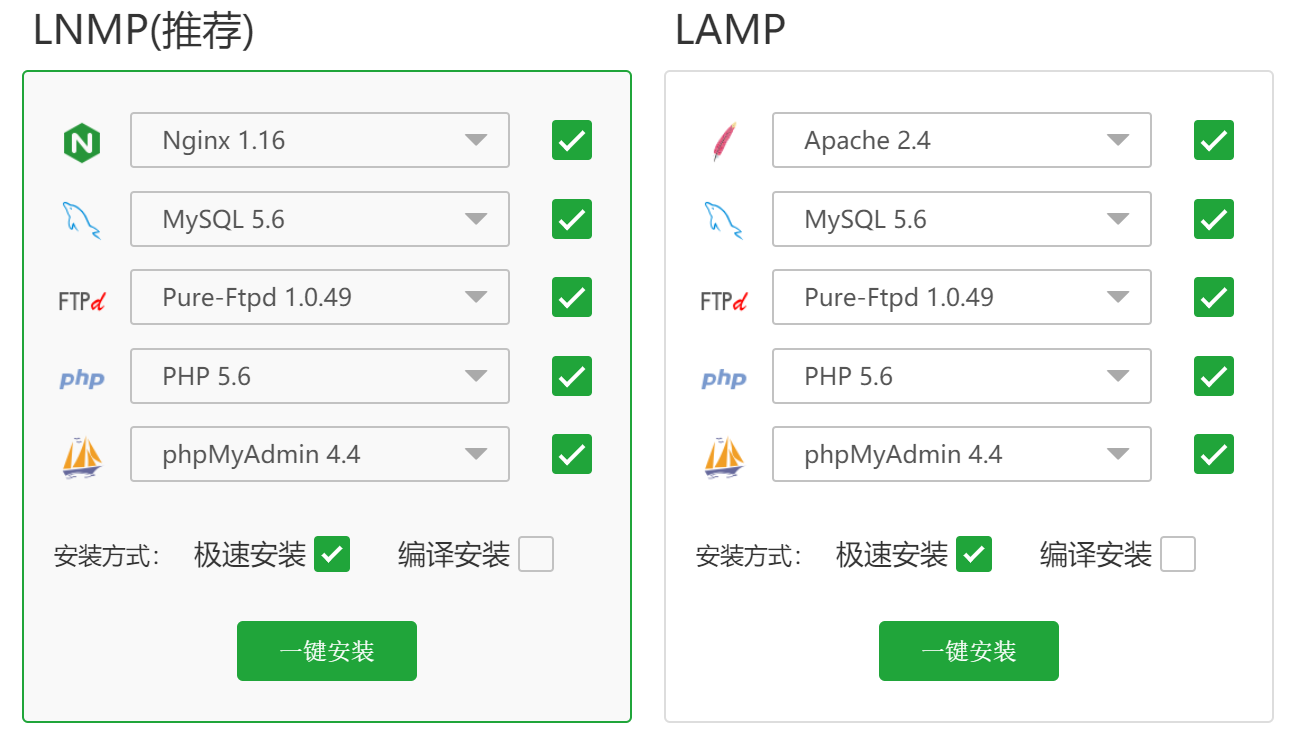 LNMP(推荐)
Nginx 1.16
MySQL 5.6
FTPd Pure-Ftpd 1.0.49
php PHP 5.6
phpMyAdmin 4.4
安装方式： 极速安装 编译安装
一键安装
LAMP
Apache 2.4
MySQL 5.6
FTPd Pure-Ftpd 1.0.49
php PHP 5.6
phpMyAdmin 4.4
安装方式： 极速安装 编译安装
一键安装